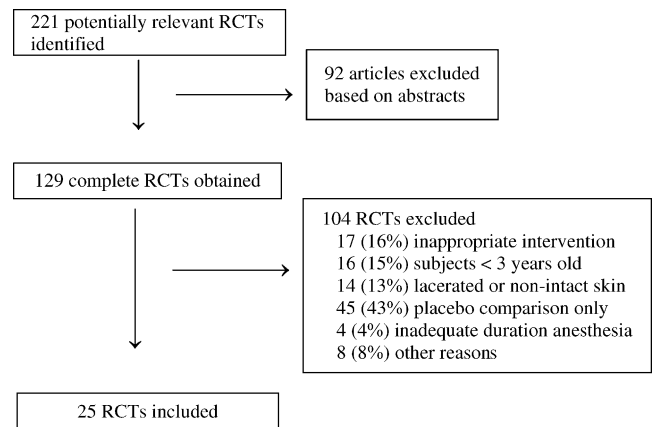 221 potentially relevant RCTs
identified
92 articles excluded
based on abstracts
129 complete RCTs obtained
104 RCTs excluded
17 (16%) inappropriate intervention
16 (15%) subjects < 3 years old
14 (13%) lacerated or non-intact skin
45 (43%) placebo comparison only
4 (4%) inadequate duration anesthesia
8 (8%) other reasons
25 RCTs included